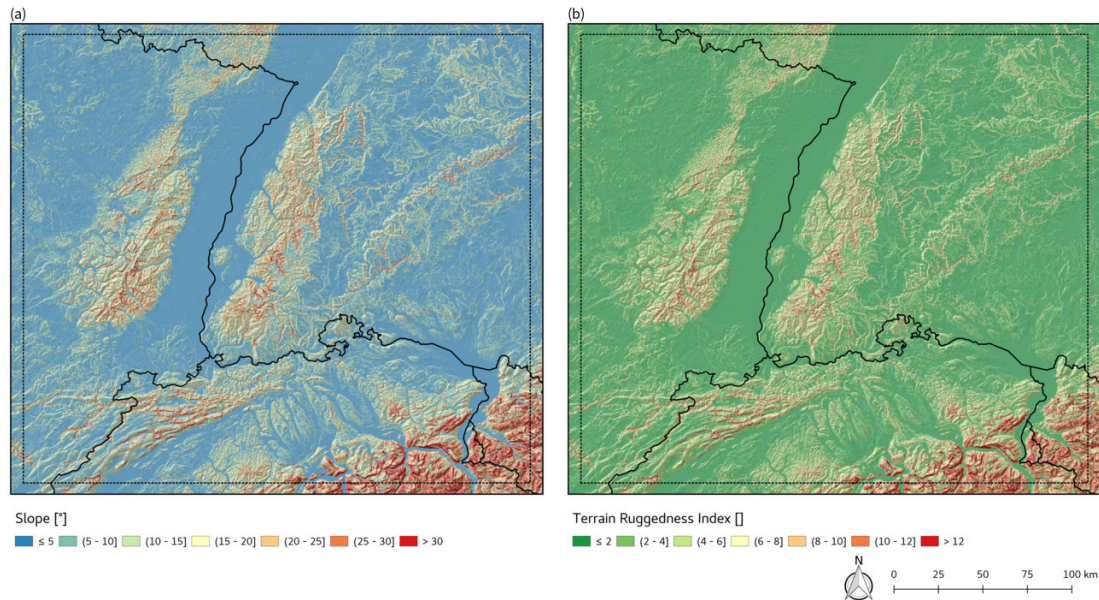 (a)
(b)
Slope [°]
≤ 5 (5 - 10] (10 - 15] (15 - 20] (20 - 25] (25 - 30] > 30
Terrain Ruggedness Index []
≤ 2 (2 - 4] (4 - 6] (6 - 8] (8 - 10] (10 - 12] > 12
N
0 25 50 75 100 km